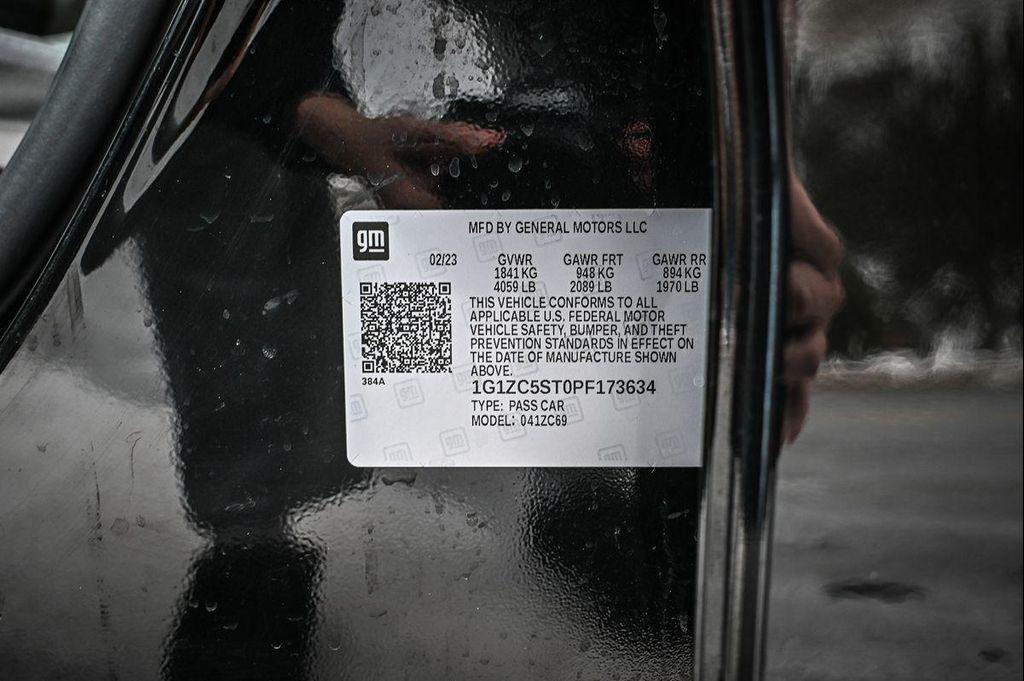 gm
MFD BY GENERAL MOTORS LLC
02/23 GVWR GAWR FRT GAWR RR
1841 KG 948 KG 894 KG
4059 LB 2089 LB 1970 LB
THIS VEHICLE CONFORMS TO ALL
APPLICABLE U.S. FEDERAL MOTOR
VEHICLE SAFETY, BUMPER, AND THEFT
PREVENTION STANDARDS IN EFFECT ON
THE DATE OF MANUFACTURE SHOWN
ABOVE.
384A
1G1ZC5ST0PF173634
TYPE: PASS CAR
MODEL: 041ZC69